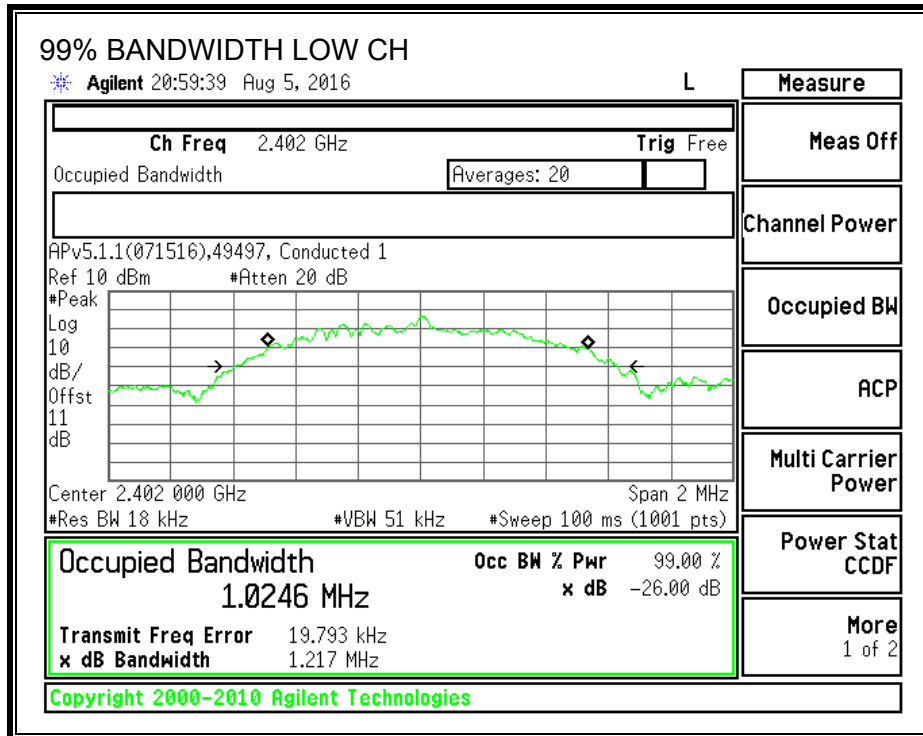 99% BANDWIDTH LOW CH
Agilent 20:59:39 Aug 5, 2016 L
Measure
Ch Freq 2.402 GHz Trig Free
Meas Off
Occupied Bandwidth Averages: 20
Channel Power
APv5.1.1(071516),49497, Conducted 1
Ref 10 dBm #Atten 20 dB
#Peak
Log
10
dB/
Offst
11
dB
Occupied BW
ACP
Multi Carrier
Power
Center 2.402 000 GHz Span 2 MHz
#Res BW 18 kHz #VBW 51 kHz #Sweep 100 ms (1001 pts)
Occupied Bandwidth
1.0246 MHz
Occ BW % Pwr 99.00 %
x dB -26.00 dB
Power Stat
CCDF
Transmit Freq Error 19.793 kHz
x dB Bandwidth 1.217 MHz
More
1 of 2
Copyright 2000-2010 Agilent Technologies